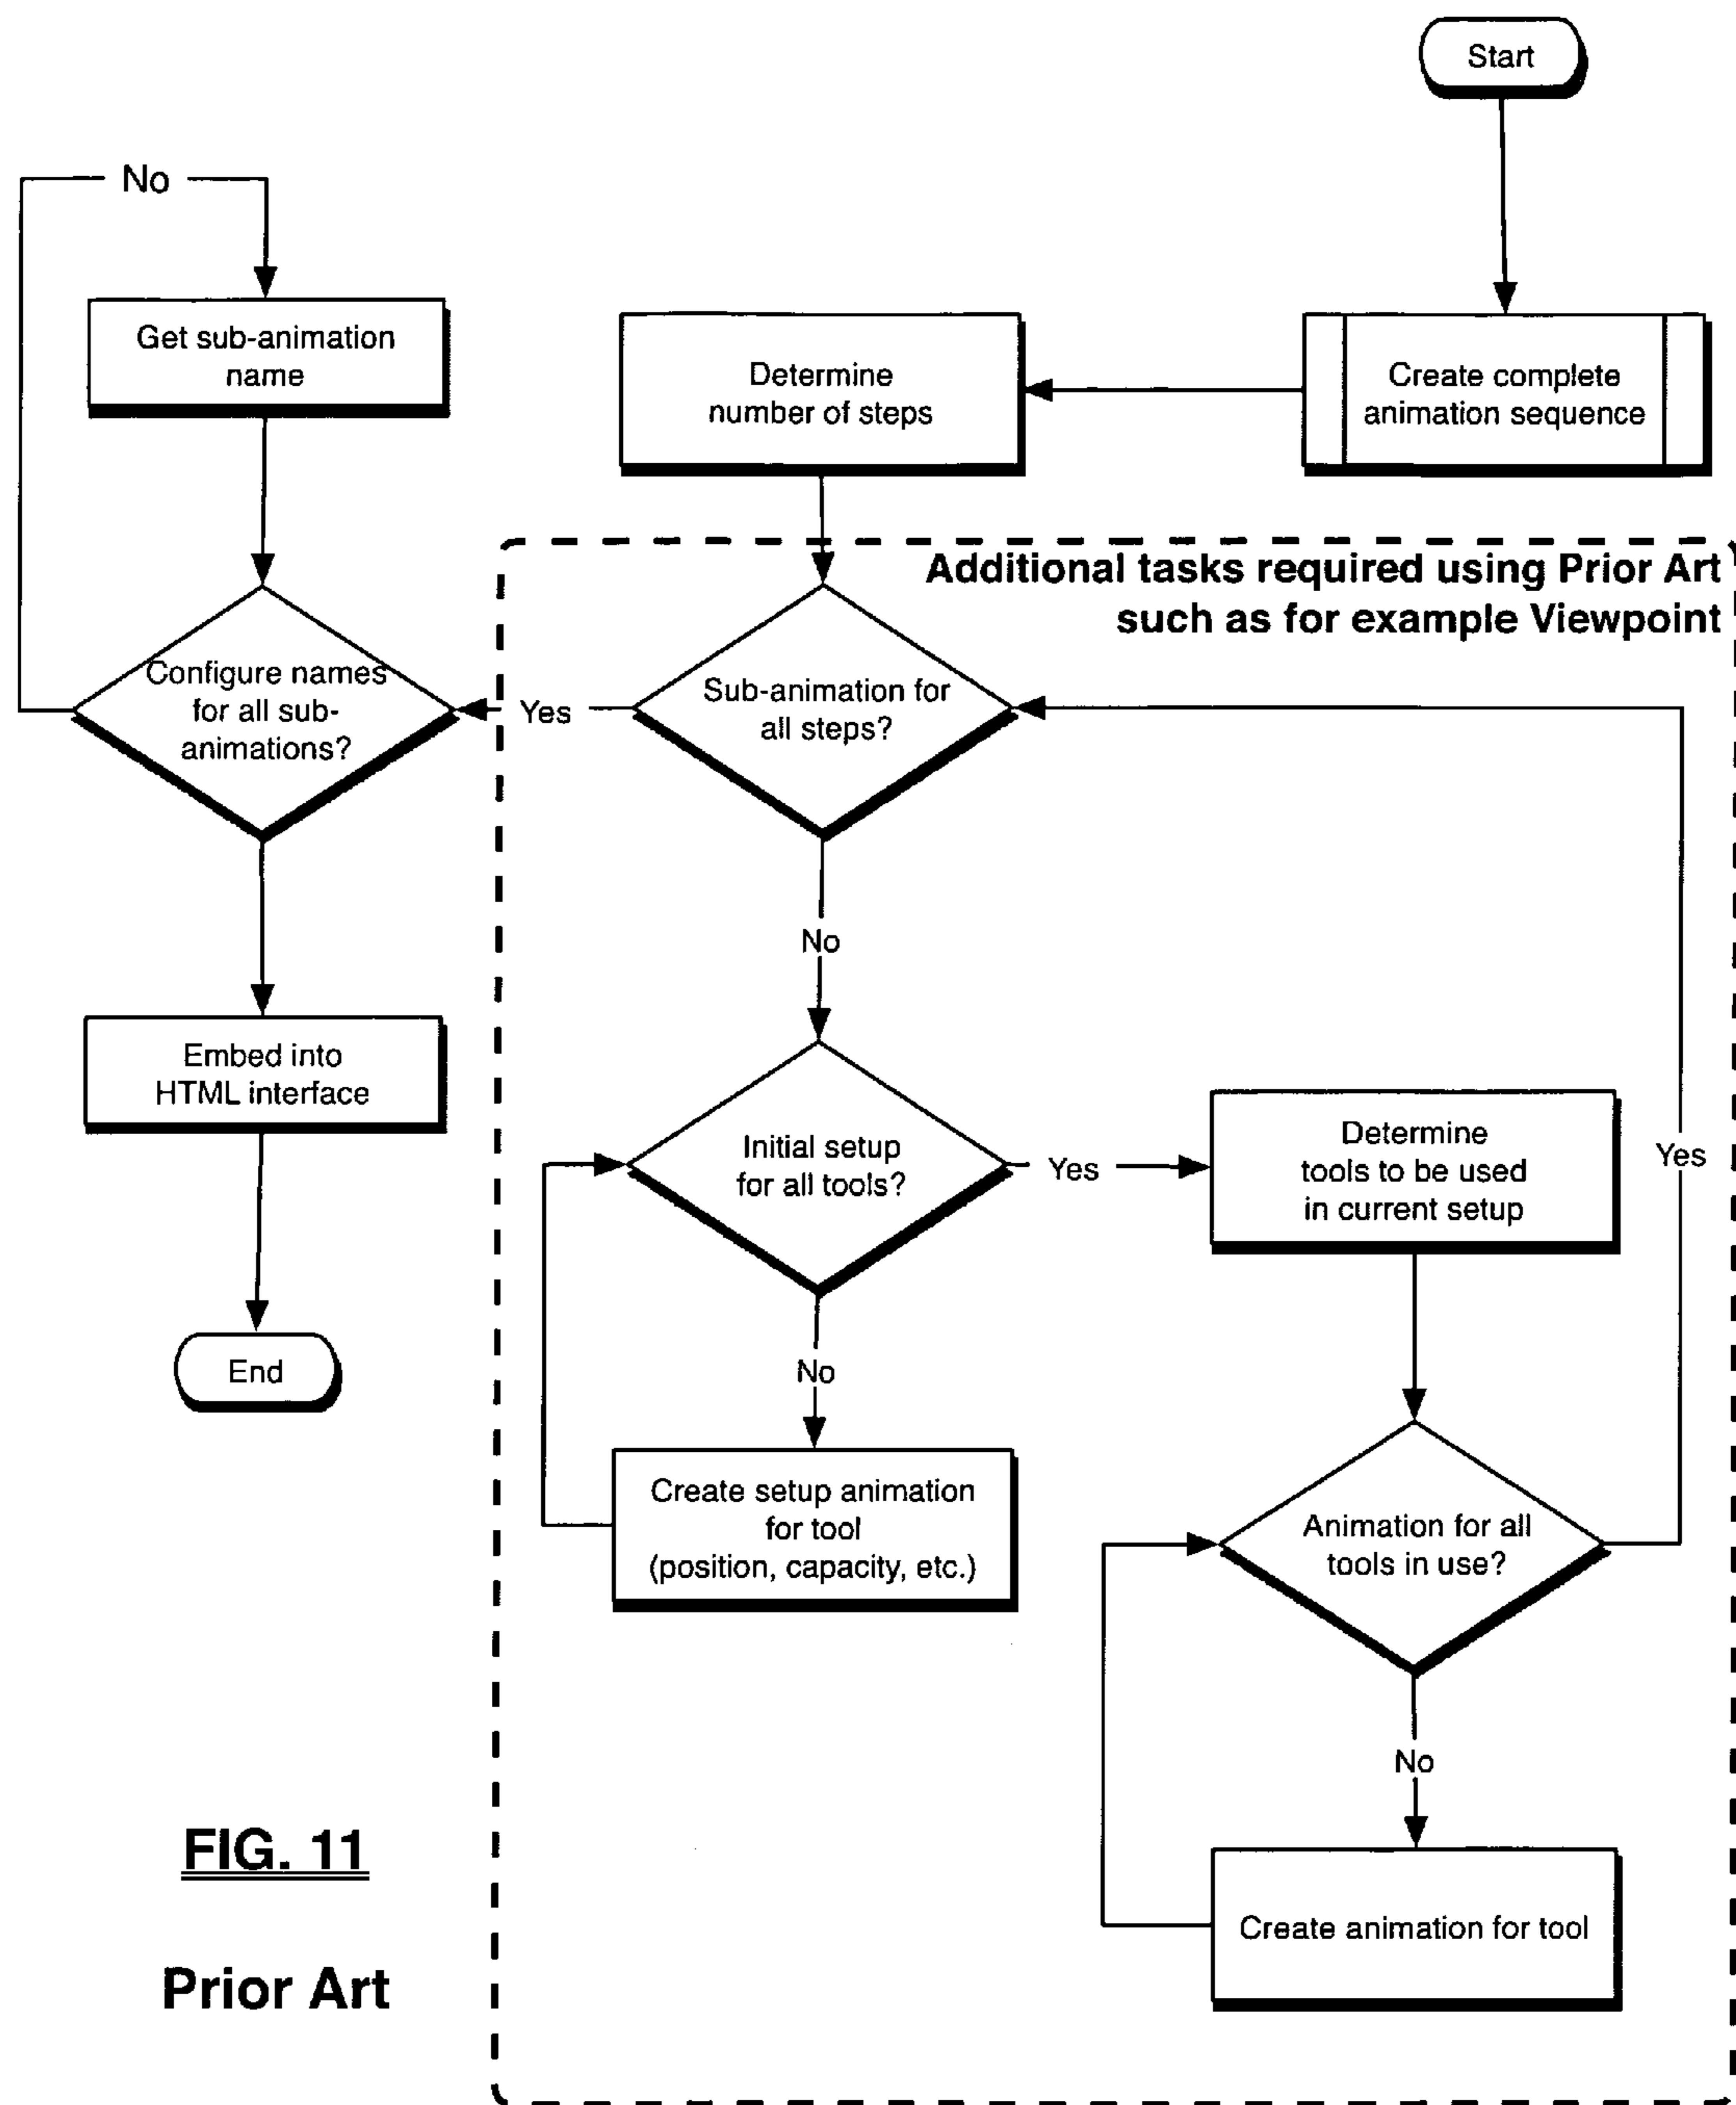 Start
No
Get sub-animation
name
Determine
number of steps
Create complete
animation sequence
Additional tasks required using Prior Art
such as for example Viewpoint
Configure names
for all sub-
animations?
Yes
Sub-animation for
all steps?
No
Embed into
HTML interface
Initial setup
for all tools?
Yes
Determine
tools to be used
in current setup
Yes
End
No
Create setup animation
for tool
(position, capacity, etc.)
Animation for all
tools in use?
No
Create animation for tool
FIG. 11
Prior Art